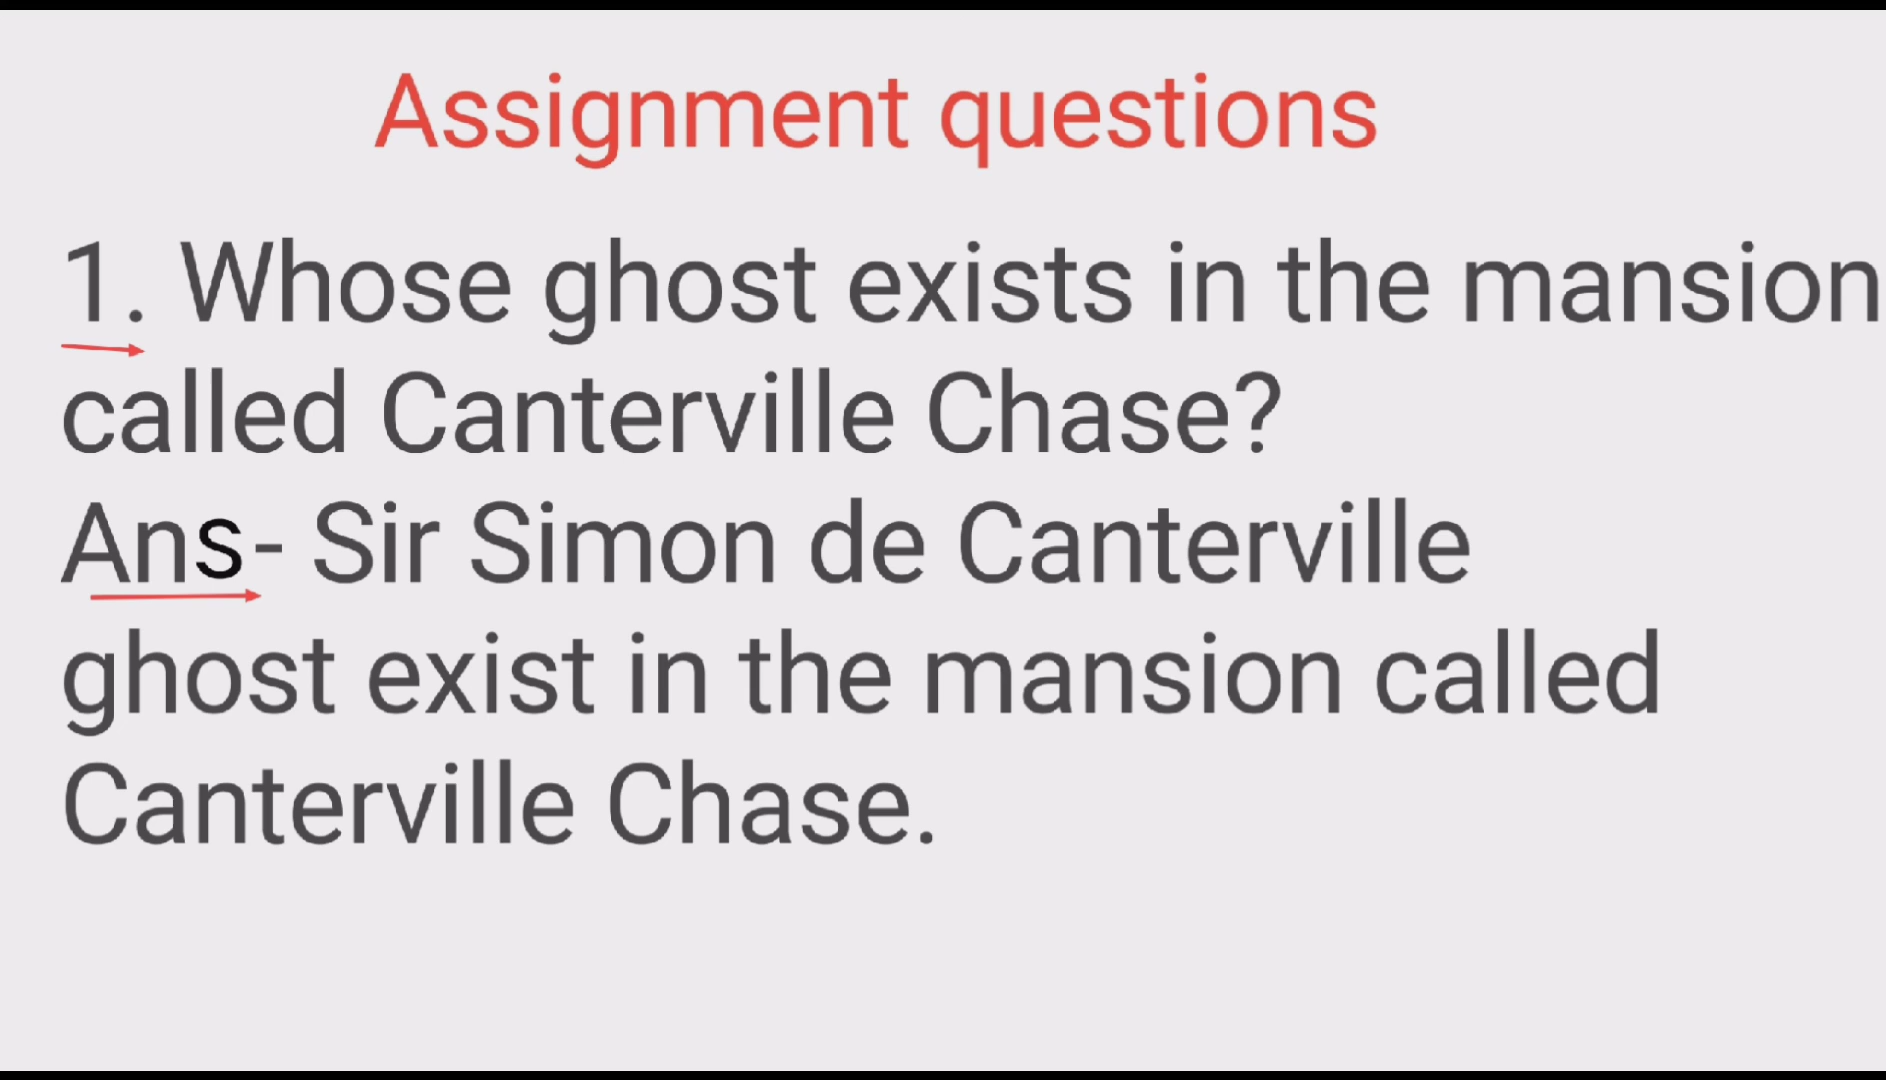 Assignment questions
1. Whose ghost exists in the mansion
called Canterville Chase?
Ans- Sir Simon de Canterville
ghost exist in the mansion called
Canterville Chase.